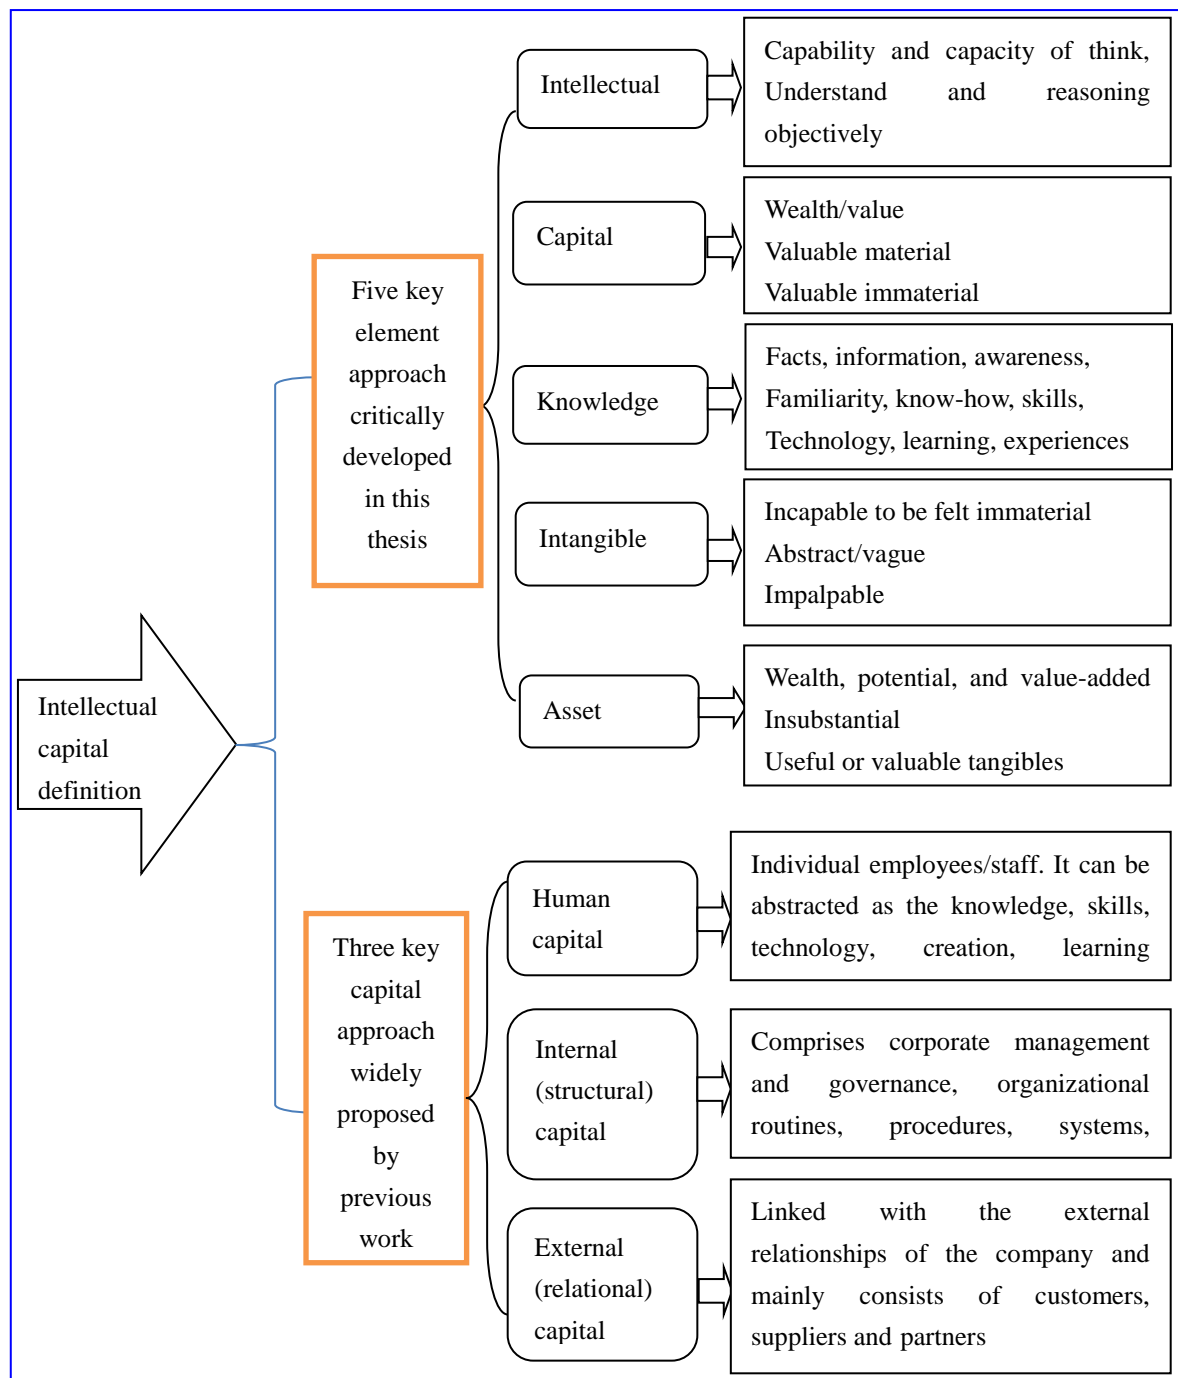 Intellectual
capital
definition
Five key
element
approach
critically
developed
in this
thesis
Intellectual
Capability and capacity of think,
Understand and reasoning
objectively
Capital
Wealth/value
Valuable material
Valuable immaterial
Knowledge
Facts, information, awareness,
Familiarity, know-how, skills,
Technology, learning, experiences
Intangible
Incapable to be felt immaterial
Abstract/vague
Impalpable
Asset
Wealth, potential, and value-added
Insubstantial
Useful or valuable tangibles
Three key
capital
approach
widely
proposed
by
previous
work
Human
capital
Individual employees/staff. It can be
abstracted as the knowledge, skills,
technology, creation, learning
Internal
(structural)
capital
Comprises corporate management
and governance, organizational
routines, procedures, systems,
External
(relational)
capital
Linked with the external
relationships of the company and
mainly consists of customers,
suppliers and partners